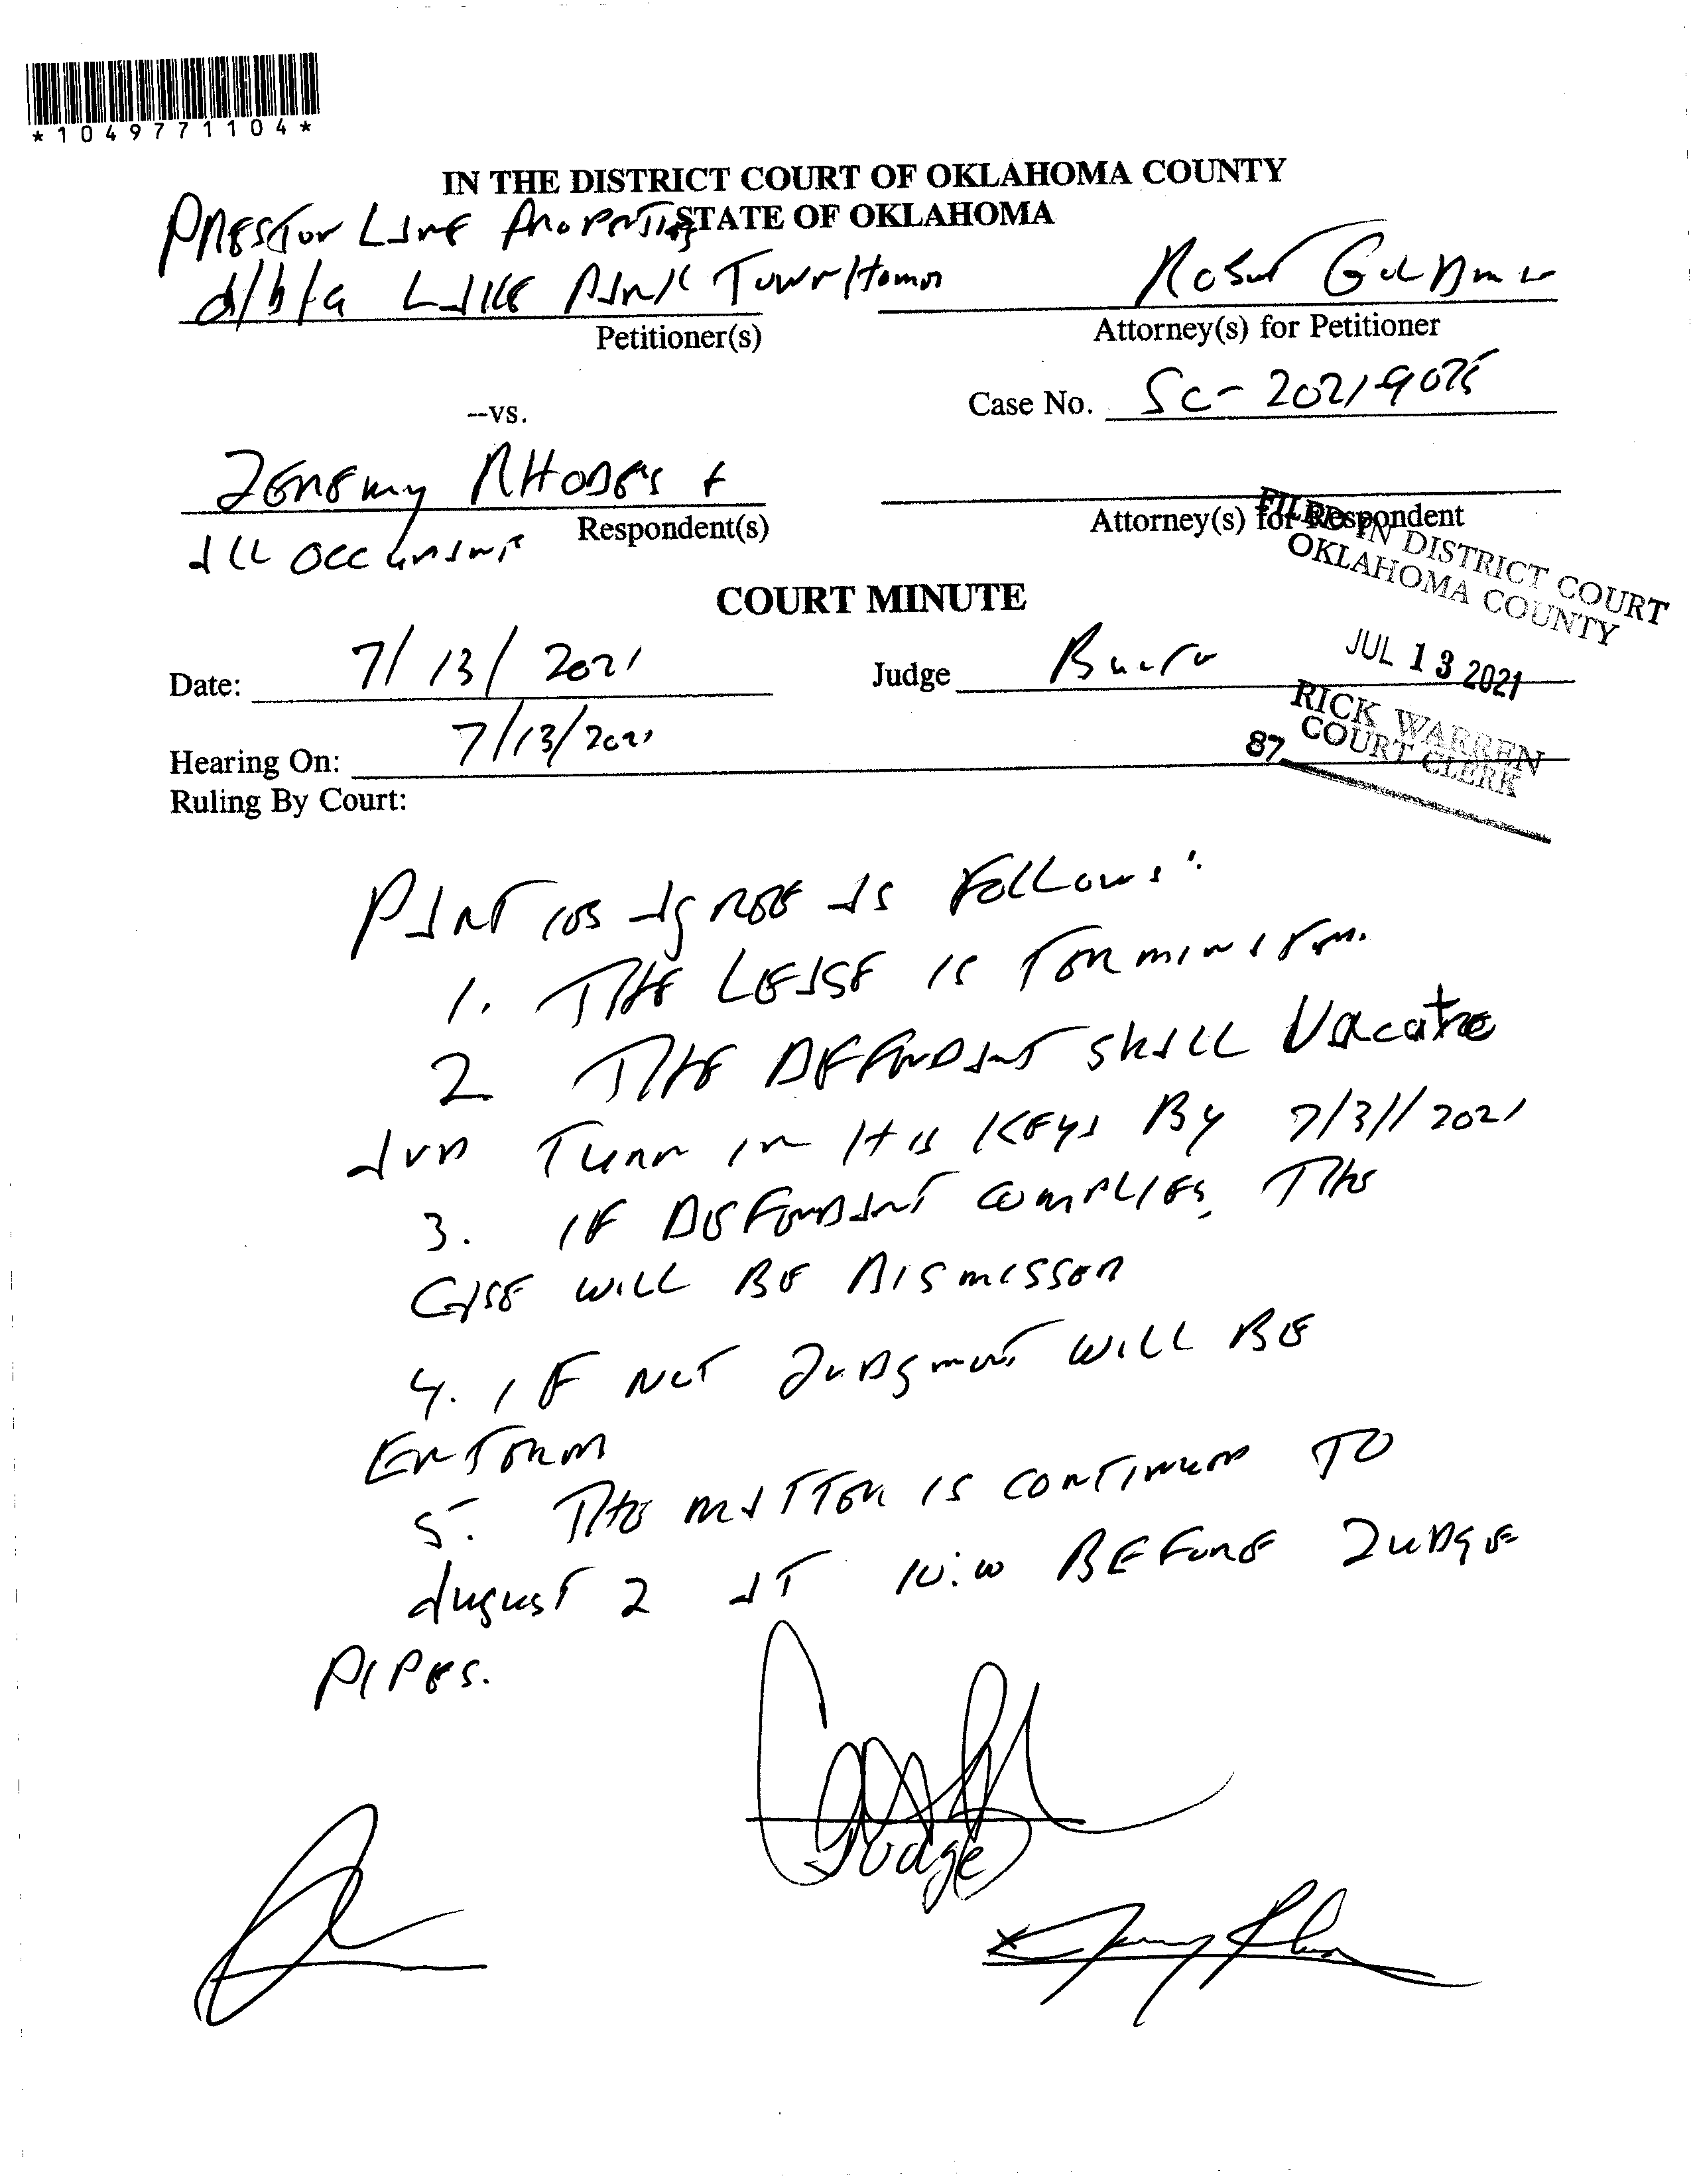 *1049771104*
IN THE DISTRICT COURT OF OKLAHOMA COUNTY
STATE OF OKLAHOMA
PRESTON LANE PROPERTIES
d/b/a LAKE PARK TOWNHOMES
Petitioner(s)
ROBERT GOLDMAN
Attorney(s) for Petitioner
--vs.
Case No. SC-2021-9075
JEREMY RHODES +
ALL OCCUPANTS
Respondent(s)
Attorney(s) for Respondent
FILED IN DISTRICT COURT
OKLAHOMA COUNTY
JUL 13 2021
RICK WARREN
COURT CLERK
87
COURT MINUTE
Date: 7/13/2021
Judge
Hearing On: 7/13/2021
Ruling By Court:
PARTIES AGREE AS FOLLOWS:
1. THE LEASE IS TERMINATED.
2 THE DEFENDANT SHALL Vacate
AND TURN IN HIS KEYS BY 7/31/2021
3. IF DEFENDANT COMPLIES, THE
CASE WILL BE DISMISSED
4. IF NOT JUDGMENT WILL BE
ENTERED
5. THE MATTER IS CONTINUED TO
AUGUST 2 AT 10:00 BEFORE JUDGE
PIPES.
Judge